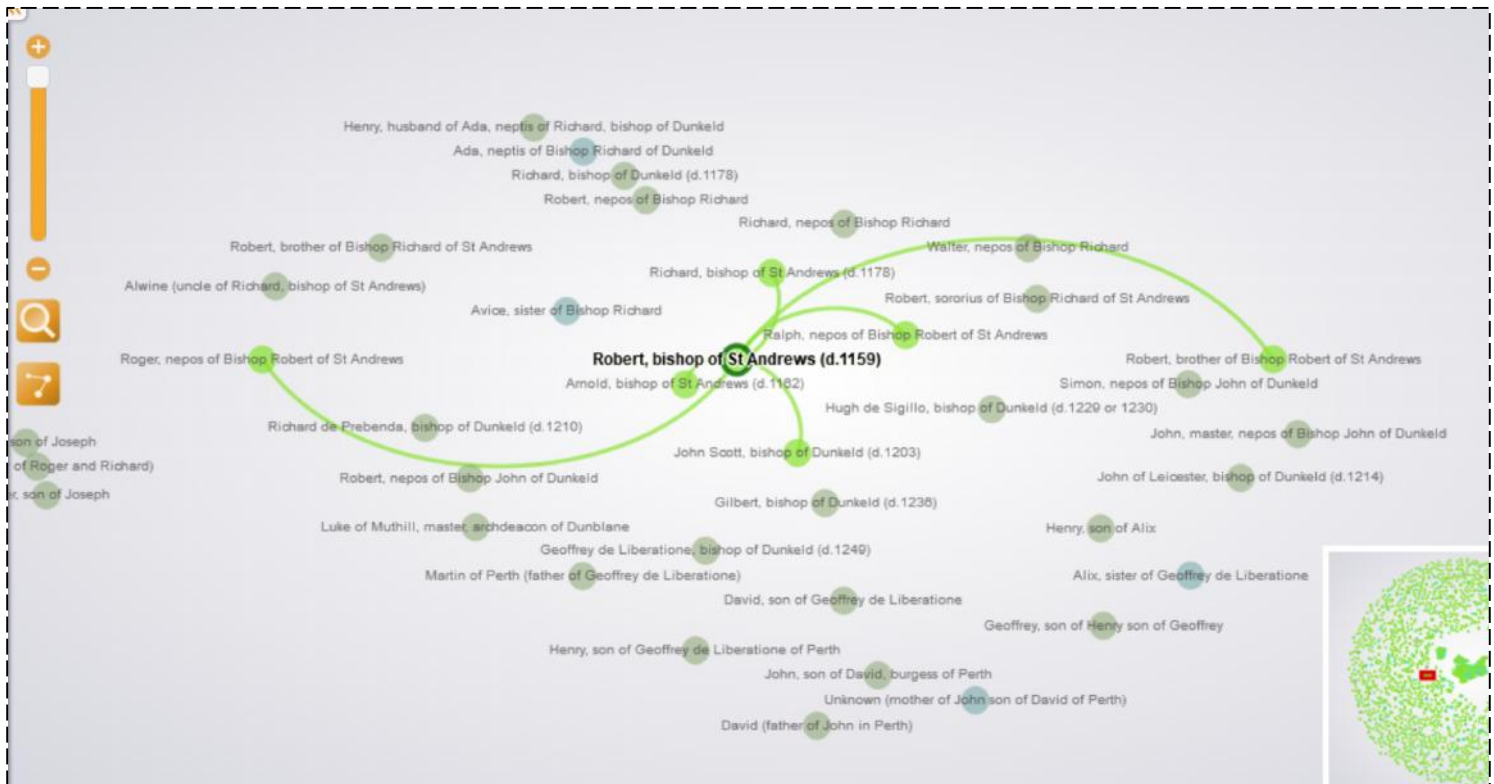 Henry, husband of Ada, neptis of Richard, bishop of Dunkeld
Ada, neptis of Bishop Richard of Dunkeld
Richard, bishop of Dunkeld (d.1178)
Robert, nepos of Bishop Richard
Richard, nepos of Bishop Richard
Robert, brother of Bishop Richard of St Andrews
Walter, nepos of Bishop Richard
Richard, bishop of St Andrews (d.1178)
Alwine (uncle of Richard, bishop of St Andrews)
Robert, sororius of Bishop Richard of St Andrews
Avice, sister of Bishop Richard
Ralph, nepos of Bishop Robert of St Andrews
Roger, nepos of Bishop Robert of St Andrews
Robert, bishop of St Andrews (d.1159)
Robert, brother of Bishop Robert of St Andrews
Arnold, bishop of St Andrews (d.1162)
Simon, nepos of Bishop John of Dunkeld
Hugh de Sigillo, bishop of Dunkeld (d.1229 or 1230)
Richard de Prebenda, bishop of Dunkeld (d.1210)
John, master, nepos of Bishop John of Dunkeld
son of Joseph
John Scott, bishop of Dunkeld (d.1203)
of Roger and Richard)
Robert, nepos of Bishop John of Dunkeld
John of Leicester, bishop of Dunkeld (d.1214)
r, son of Joseph
Gilbert, bishop of Dunkeld (d.1236)
Luke of Muthill, master, archdeacon of Dunblane
Henry, son of Alix
Geoffrey de Liberatione, bishop of Dunkeld (d.1249)
Martin of Perth (father of Geoffrey de Liberatione)
Alix, sister of Geoffrey de Liberatione
David, son of Geoffrey de Liberatione
Geoffrey, son of Henry son of Geoffrey
Henry, son of Geoffrey de Liberatione of Perth
John, son of David, burgess of Perth
Unknown (mother of John son of David of Perth)
David (father of John in Perth)